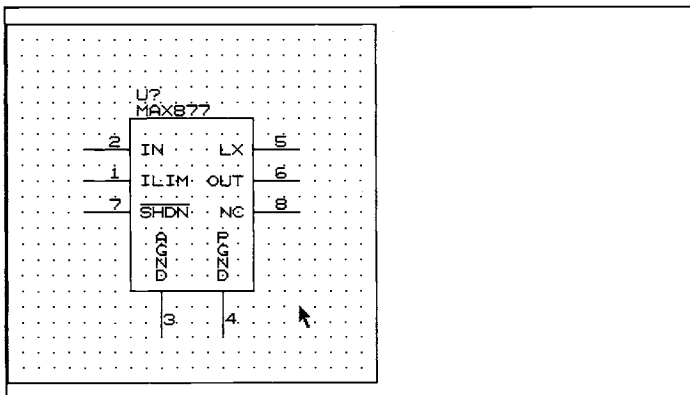 U?
MAX877
2 IN LX 5
1 ILIM OUT 6
7 SHDN NC 8
AGND PGND
3 4